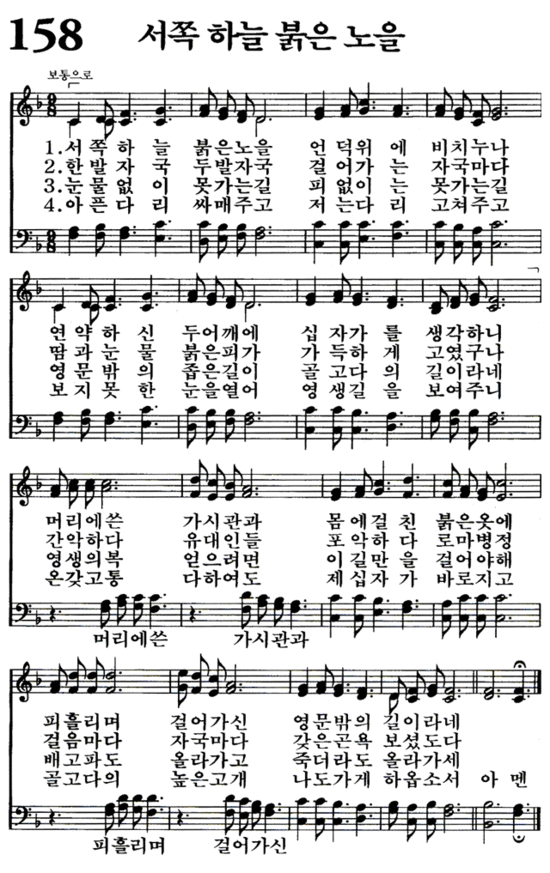 158 서쪽 하늘 붉은 노을
보통으로
1.서쪽하늘 붉은노을 언덕위에 비치누나
2.한발자국 두발자국 걸어가는 자국마다
3.눈물없이 못가는길 피없이는 못가는길
4.아픈다리 싸매주고 저는다리 고쳐주고
연약하신 두어깨에 십자가를 생각하니
땀과눈물 붉은피가 가득하게 고였구나
영문밖의 좁은길이 골고다의 길이라네
보지못한 눈을열어 영생길을 보여주니
머리에쓴 가시관과 몸에걸친 붉은옷에
간악하다 유대인들 포악하다 로마병정
영생의복 얻으려면 이길만을 걸어야해
온갖고통 다하여도 제십자가 바로지고
머리에쓴 가시관과
피흘리며 걸어가신 영문밖의 길이라네
걸음마다 자국마다 갖은곤욕 보셨도다
배고파도 올라가고 죽더라도 올라가세
골고다의 높은고개 나도가게 하옵소서 아멘
피흘리며 걸어가신